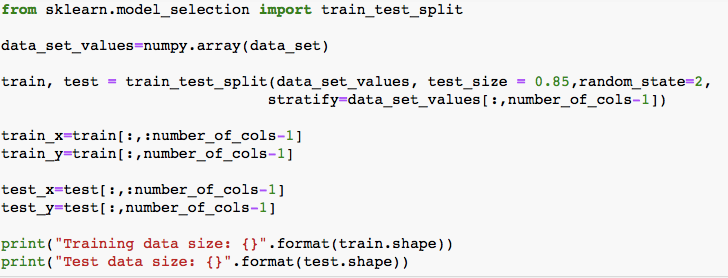 from sklearn.model_selection import train_test_split
data_set_values=numpy.array(data_set)
train, test = train_test_split(data_set_values, test_size = 0.85,random_state=2,
stratify=data_set_values[:,number_of_cols-1])
train_x=train[:,:number_of_cols-1]
train_y=train[:,number_of_cols-1]
test_x=test[:,:number_of_cols-1]
test_y=test[:,number_of_cols-1]
print("Training data size: {}".format(train.shape))
print("Test data size: {}".format(test.shape))